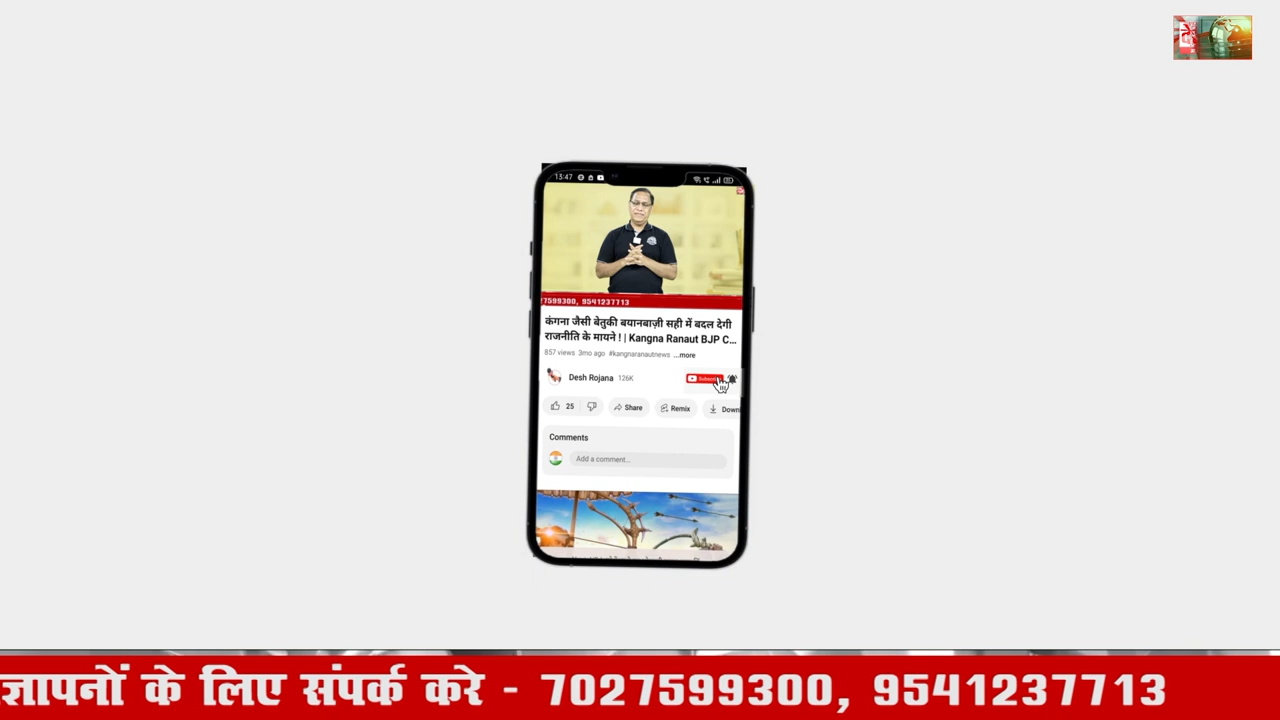 15:47
7599300, 9541237713
कंगना जैसी बेतुकी बयानबाज़ी सही में बदल देगी
राजनीति के मायने ! | Kangna Ranaut BJP C...
857 views 3mo ago #kangnaranautnews ...more
Desh Rojana 126K
25 Share Remix Down
Comments
Add a comment...
ज्ञापनों के लिए संपर्क करे - 7027599300, 9541237713